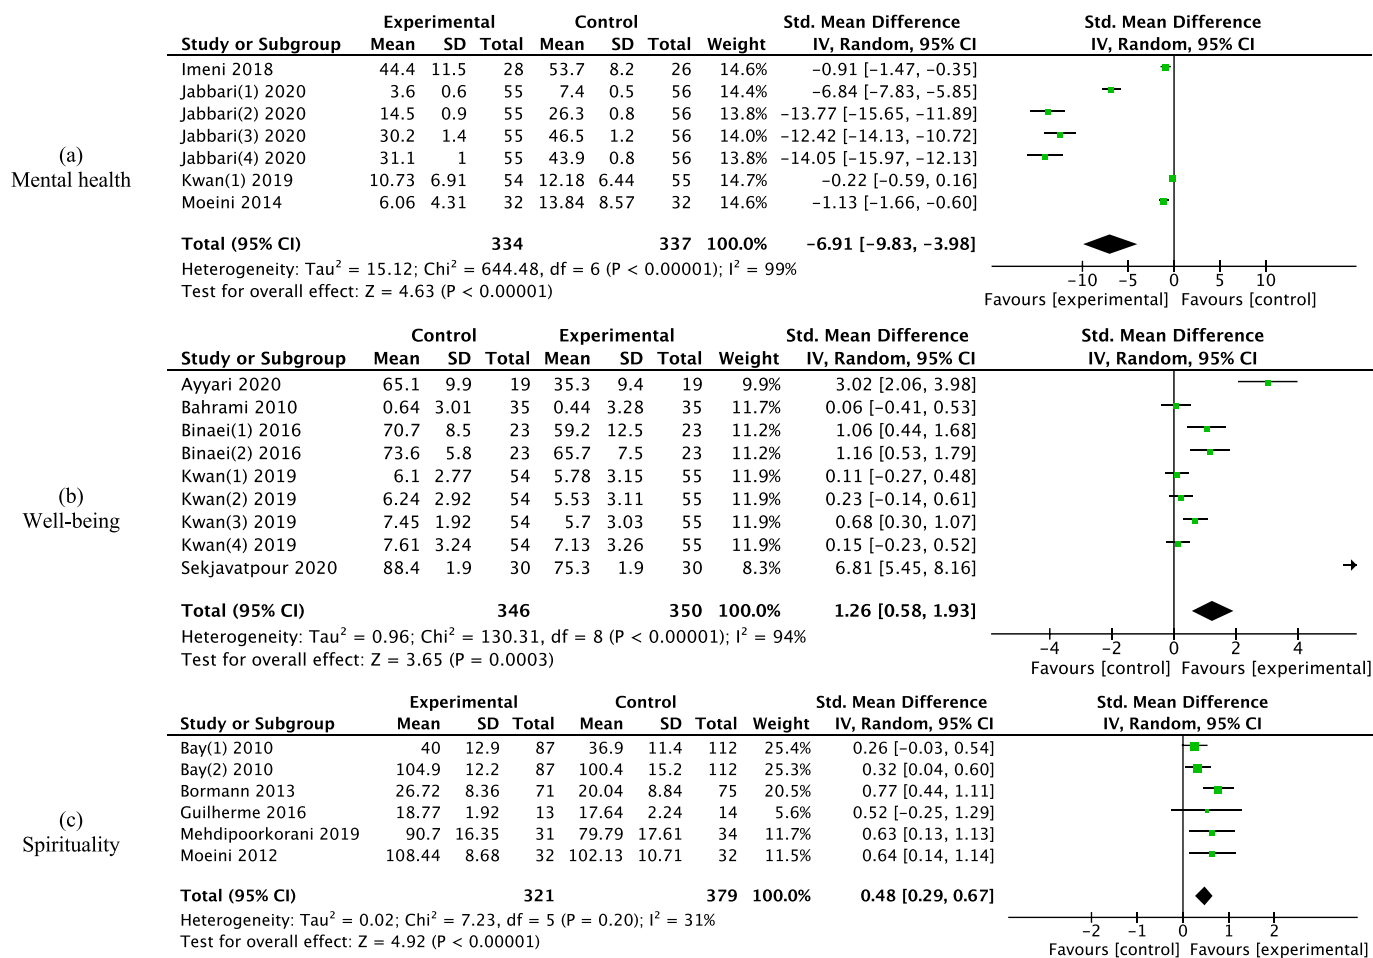 Experimental Control Std. Mean Difference Std. Mean Difference
Study or Subgroup Mean SD Total Mean SD Total Weight IV, Random, 95% CI IV, Random, 95% CI
Imeni 2018 44.4 11.5 28 53.7 8.2 26 14.6% −0.91 [−1.47, −0.35]
Jabbari(1) 2020 3.6 0.6 55 7.4 0.5 56 14.4% −6.84 [−7.83, −5.85]
Jabbari(2) 2020 14.5 0.9 55 26.3 0.8 56 13.8% −13.77 [−15.65, −11.89]
Jabbari(3) 2020 30.2 1.4 55 46.5 1.2 56 14.0% −12.42 [−14.13, −10.72]
Jabbari(4) 2020 31.1 1 55 43.9 0.8 56 13.8% −14.05 [−15.97, −12.13]
Kwan(1) 2019 10.73 6.91 54 12.18 6.44 55 14.7% −0.22 [−0.59, 0.16]
Moeini 2014 6.06 4.31 32 13.84 8.57 32 14.6% −1.13 [−1.66, −0.60]
(a)
Mental health
Total (95% CI) 334 337 100.0% −6.91 [−9.83, −3.98]
Heterogeneity: Tau² = 15.12; Chi² = 644.48, df = 6 (P < 0.00001); I² = 99%
Test for overall effect: Z = 4.63 (P < 0.00001)
−10 −5 0 5 10
Favours [experimental] Favours [control]
Control Experimental Std. Mean Difference Std. Mean Difference
Study or Subgroup Mean SD Total Mean SD Total Weight IV, Random, 95% CI IV, Random, 95% CI
Ayyari 2020 65.1 9.9 19 35.3 9.4 19 9.9% 3.02 [2.06, 3.98]
Bahrami 2010 0.64 3.01 35 0.44 3.28 35 11.7% 0.06 [−0.41, 0.53]
Binaei(1) 2016 70.7 8.5 23 59.2 12.5 23 11.2% 1.06 [0.44, 1.68]
Binaei(2) 2016 73.6 5.8 23 65.7 7.5 23 11.2% 1.16 [0.53, 1.79]
Kwan(1) 2019 6.1 2.77 54 5.78 3.15 55 11.9% 0.11 [−0.27, 0.48]
Kwan(2) 2019 6.24 2.92 54 5.53 3.11 55 11.9% 0.23 [−0.14, 0.61]
Kwan(3) 2019 7.45 1.92 54 5.7 3.03 55 11.9% 0.68 [0.30, 1.07]
Kwan(4) 2019 7.61 3.24 54 7.13 3.26 55 11.9% 0.15 [−0.23, 0.52]
Sekjavatpour 2020 88.4 1.9 30 75.3 1.9 30 8.3% 6.81 [5.45, 8.16]
(b)
Well-being
Total (95% CI) 346 350 100.0% 1.26 [0.58, 1.93]
Heterogeneity: Tau² = 0.96; Chi² = 130.31, df = 8 (P < 0.00001); I² = 94%
Test for overall effect: Z = 3.65 (P = 0.0003)
−4 −2 0 2 4
Favours [control] Favours [experimental]
Experimental Control Std. Mean Difference Std. Mean Difference
Study or Subgroup Mean SD Total Mean SD Total Weight IV, Random, 95% CI IV, Random, 95% CI
Bay(1) 2010 40 12.9 87 36.9 11.4 112 25.4% 0.26 [−0.03, 0.54]
Bay(2) 2010 104.9 12.2 87 100.4 15.2 112 25.3% 0.32 [0.04, 0.60]
Bormann 2013 26.72 8.36 71 20.04 8.84 75 20.5% 0.77 [0.44, 1.11]
Guilherme 2016 18.77 1.92 13 17.64 2.24 14 5.6% 0.52 [−0.25, 1.29]
Mehdipoorkorani 2019 90.7 16.35 31 79.79 17.61 34 11.7% 0.63 [0.13, 1.13]
Moeini 2012 108.44 8.68 32 102.13 10.71 32 11.5% 0.64 [0.14, 1.14]
(c)
Spirituality
Total (95% CI) 321 379 100.0% 0.48 [0.29, 0.67]
Heterogeneity: Tau² = 0.02; Chi² = 7.23, df = 5 (P = 0.20); I² = 31%
Test for overall effect: Z = 4.92 (P < 0.00001)
−2 −1 0 1 2
Favours [control] Favours [experimental]